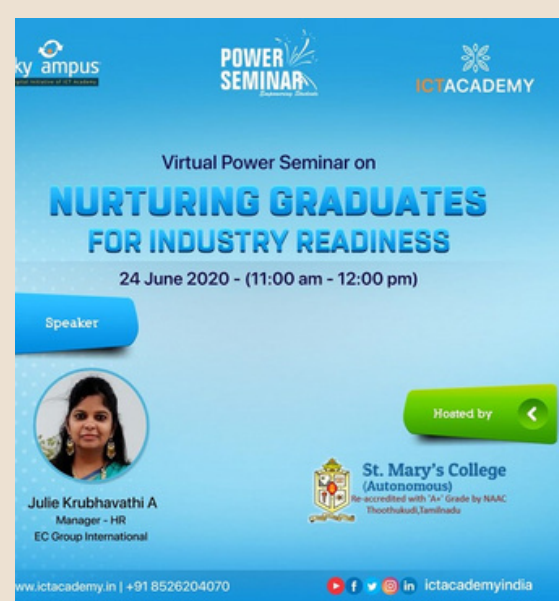 ky ampus
POWER
SEMINAR
Empowering Students
ICTACADEMY
Virtual Power Seminar on
NURTURING GRADUATES
FOR INDUSTRY READINESS
24 June 2020 - (11:00 am - 12:00 pm)
Speaker
Hosted by
Julie Krubhavathi A
Manager - HR
EC Group International
St. Mary's College
(Autonomous)
Re-accredited with 'A+' Grade by NAAC
Thoothukudi,Tamilnadu
ww.ictacademy.in | +91 8526204070
ictacademyindia